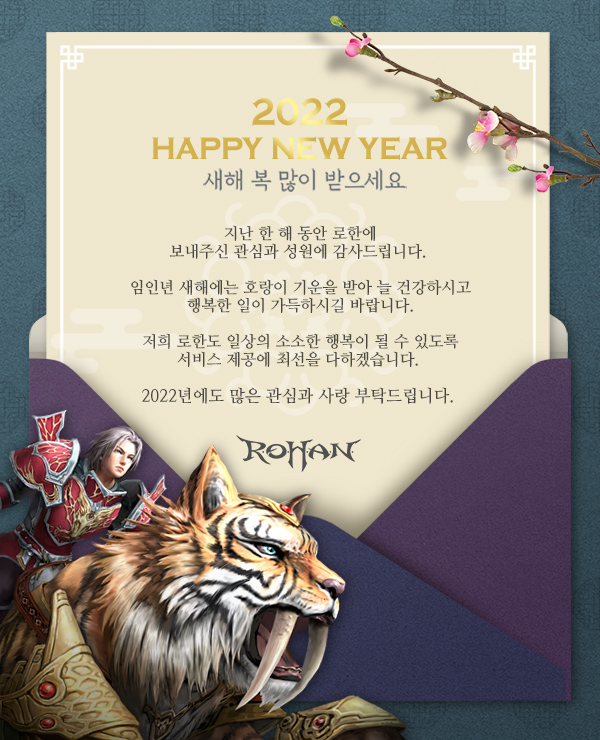 2022
HAPPY NEW YEAR
새해 복 많이 받으세요
지난 한 해 동안 로한에
보내주신 관심과 성원에 감사드립니다.
임인년 새해에는 호랑이 기운을 받아 늘 건강하시고
행복한 일이 가득하시길 바랍니다.
저희 로한도 일상의 소소한 행복이 될 수 있도록
서비스 제공에 최선을 다하겠습니다.
2022년에도 많은 관심과 사랑 부탁드립니다.
ROHAN